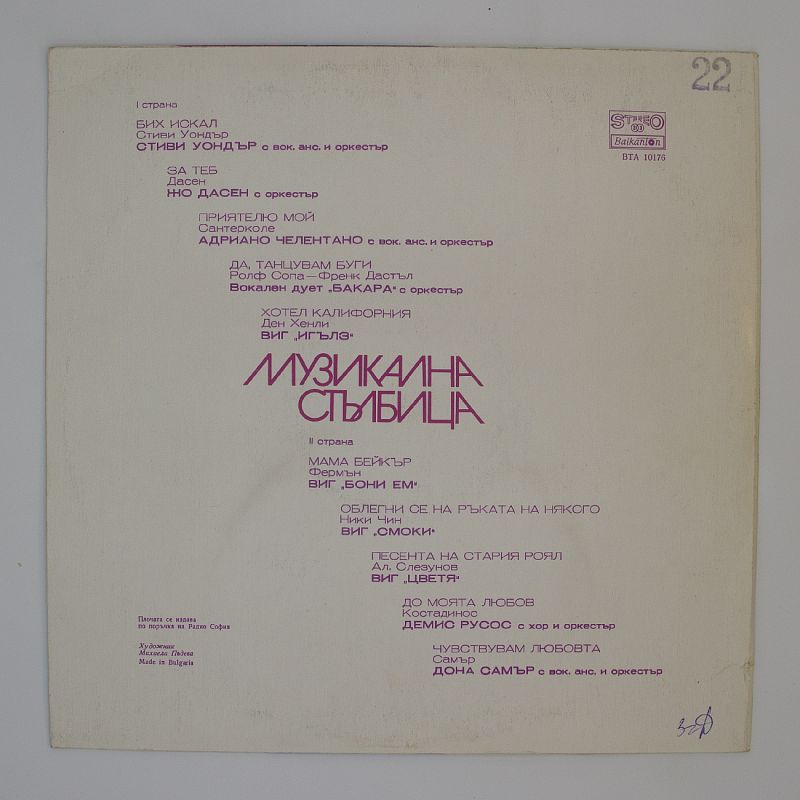 22
I страна
БИХ ИСКАЛ
Стиви Уондър
СТИВИ УОНДЪР с вок. анс. и оркестър
STEREO
33
Balkanton
ВТА 10176
ЗА ТЕБ
Дасен
ЖО ДАСЕН с оркестър
ПРИЯТЕЛЮ МОЙ
Сантерколе
АДРИАНО ЧЕЛЕНТАНО с вок. анс. и оркестър
ДА, ТАНЦУВАМ БУГИ
Ролф Сопа — Френк Дастъл
Вокален дует „БАКАРА“ с оркестър
ХОТЕЛ КАЛИФОРНИЯ
Ден Хенли
ВИГ „ИГЪЛЗ“
МУЗИКАЛНА
СТЪЛБИЦА
II страна
МАМА БЕЙКЪР
Фермън
ВИГ „БОНИ ЕМ“
ОБЛЕГНИ СЕ НА РЪКАТА НА НЯКОГО
Ники Чин
ВИГ „СМОКИ“
ПЕСЕНТА НА СТАРИЯ РОЯЛ
Ал. Слезунов
ВИГ „ЦВЕТЯ“
ДО МОЯТА ЛЮБОВ
Костадинос
ДЕМИС РУСОС с хор и оркестър
ЧУВСТВУВАМ ЛЮБОВТА
Самър
ДОНА САМЪР с вок. анс. и оркестър
Плочата се издава
по поръчка на Радио София
Художник
Михаела Пъдева
Made in Bulgaria